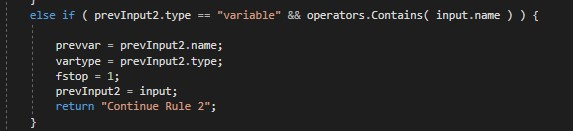 }
else if ( prevInput2.type == "variable" && operators.Contains( input.name ) ) {
prevvar = prevInput2.name;
vartype = prevInput2.type;
fstop = 1;
prevInput2 = input;
return "Continue Rule 2";
}